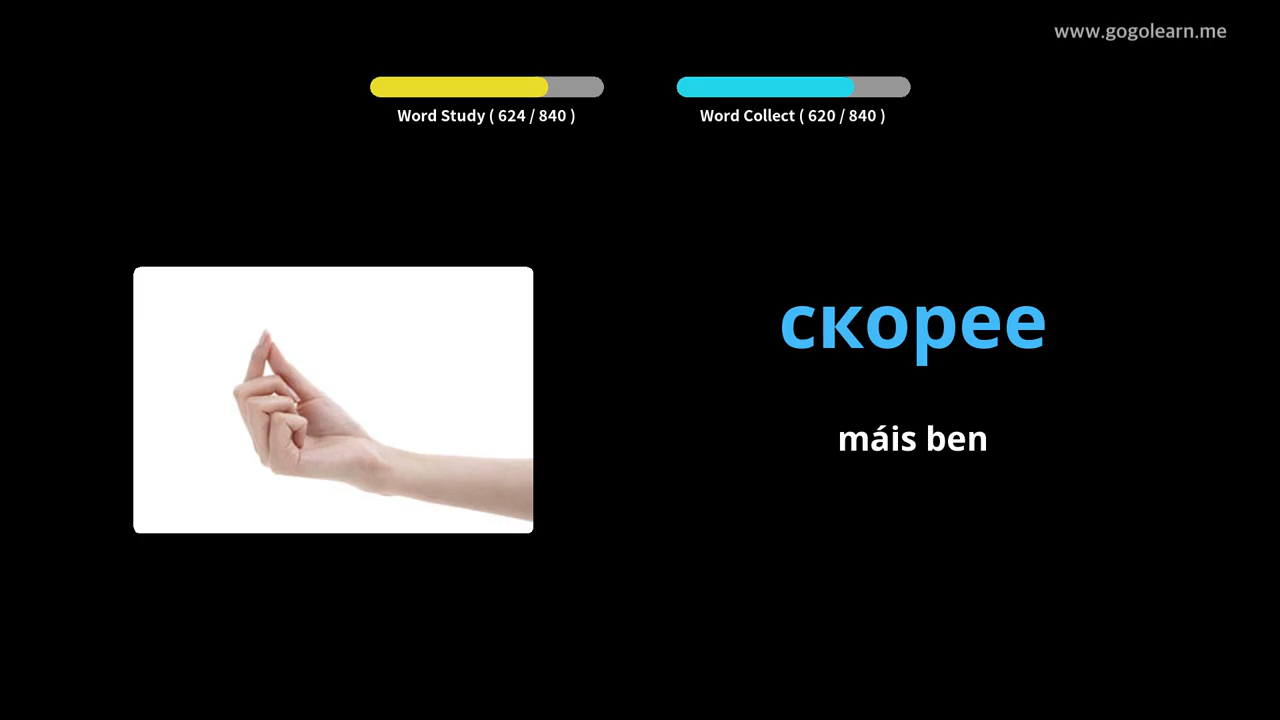 www.gogolearn.me
Word Study ( 624 / 840 )
Word Collect ( 620 / 840 )
скорее
máis ben